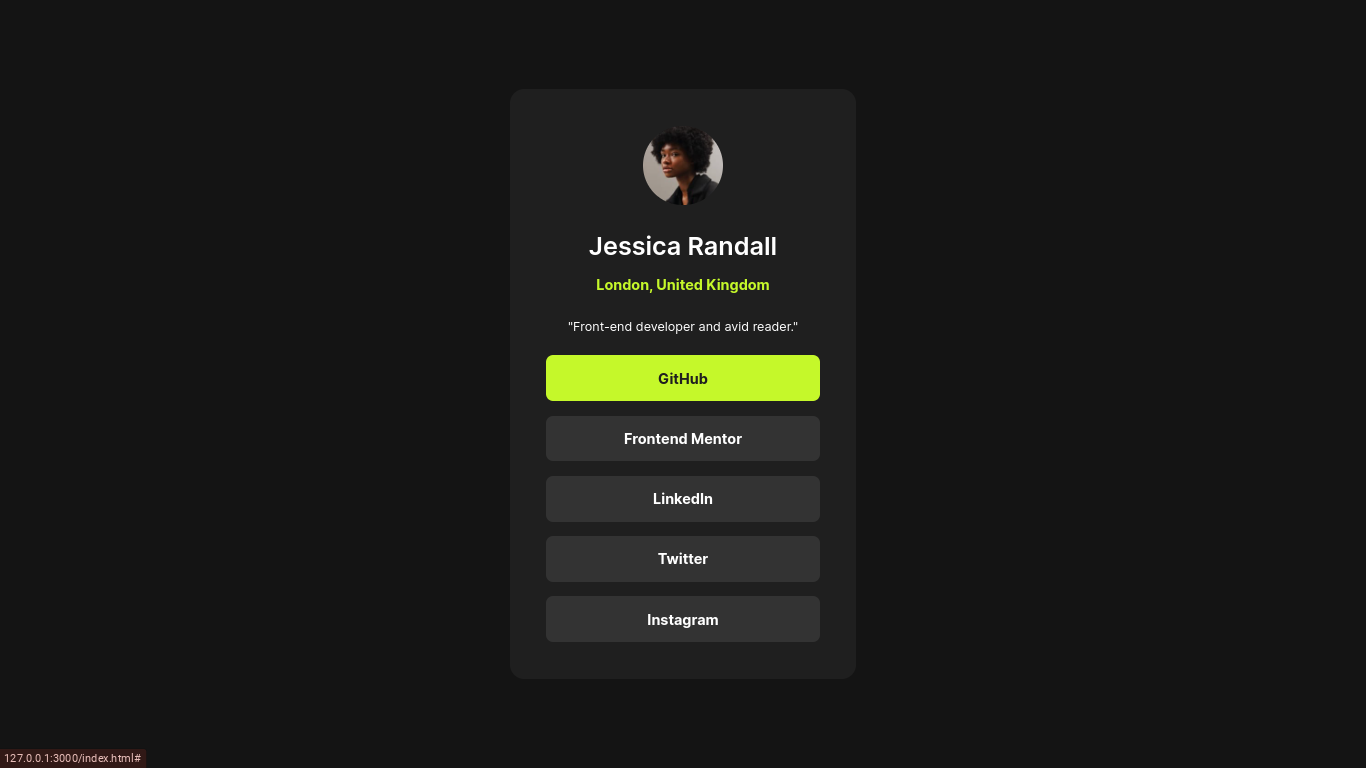 Jessica Randall
London, United Kingdom
"Front-end developer and avid reader."
GitHub
Frontend Mentor
LinkedIn
Twitter
Instagram
127.0.0.1:3000/index.html#